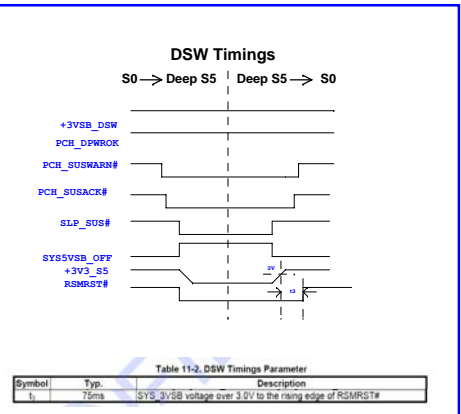 DSW Timings
S0 → Deep S5 Deep S5 → S0
+3VSB_DSW
PCH_DPWROK
PCH_SUSWARN#
PCH_SUSACK#
SLP_SUS#
SYS5VSB_OFF
+3V3_S5
3V
RSMRST#
t3
Table 11-2. DSW Timings Parameter
Symbol Typ. Description
t3 75ms SYS_3VSB voltage over 3.0V to the rising edge of RSMRST#